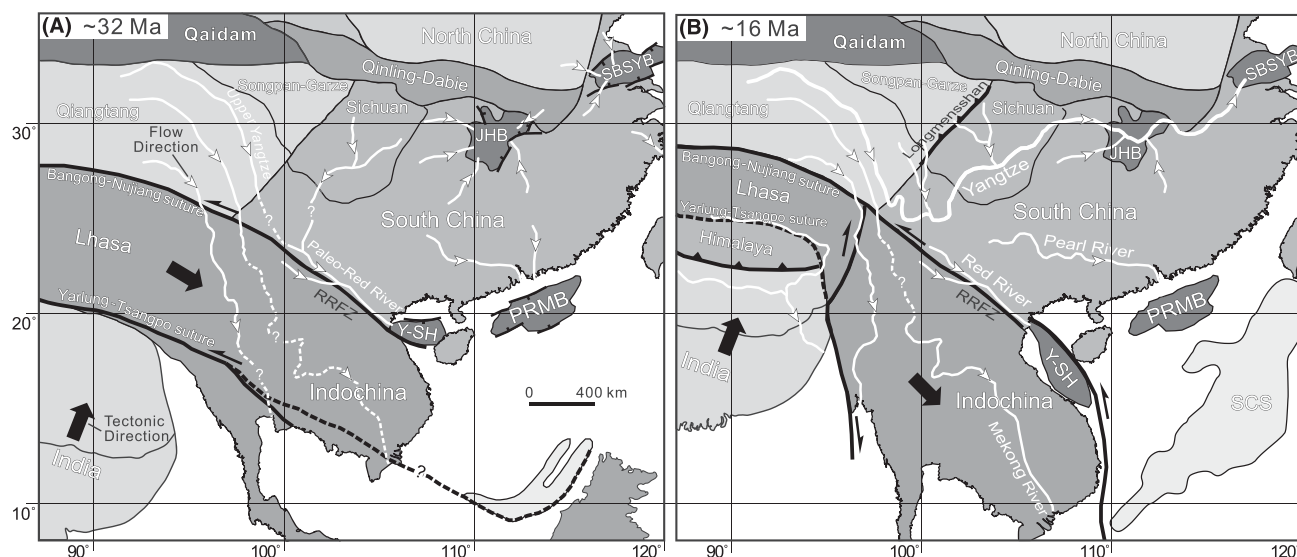 (A) ~32 Ma
Qaidam
North China
Qinling-Dabie
SBSYB
Songpan-Garze
Qiangtang
Upper Yangtze
Sichuan
30°
Flow
Direction
JHB
Bangong-Nujiang suture
?
South China
Lhasa
Paleo-Red River
RRFZ
Yarlung-Tsangpo suture
20°
Y-SH
PRMB
?
?
Indochina
0 400 km
Tectonic
Direction
India
?
10°
90° 100° 110° 120°
(B) ~16 Ma
Qaidam
North China
Qinling-Dabie
SBSYB
Songpan-Garze
Qiangtang
Longmensshan
Sichuan
JHB
Bangong-Nujiang suture
Yangtze
Lhasa
Yarlung-Tsangpo suture
South China
Himalaya
Pearl River
Red River
?
RRFZ
PRMB
India
Y-SH
Indochina
SCS
Mekong River
90° 100° 110° 120°